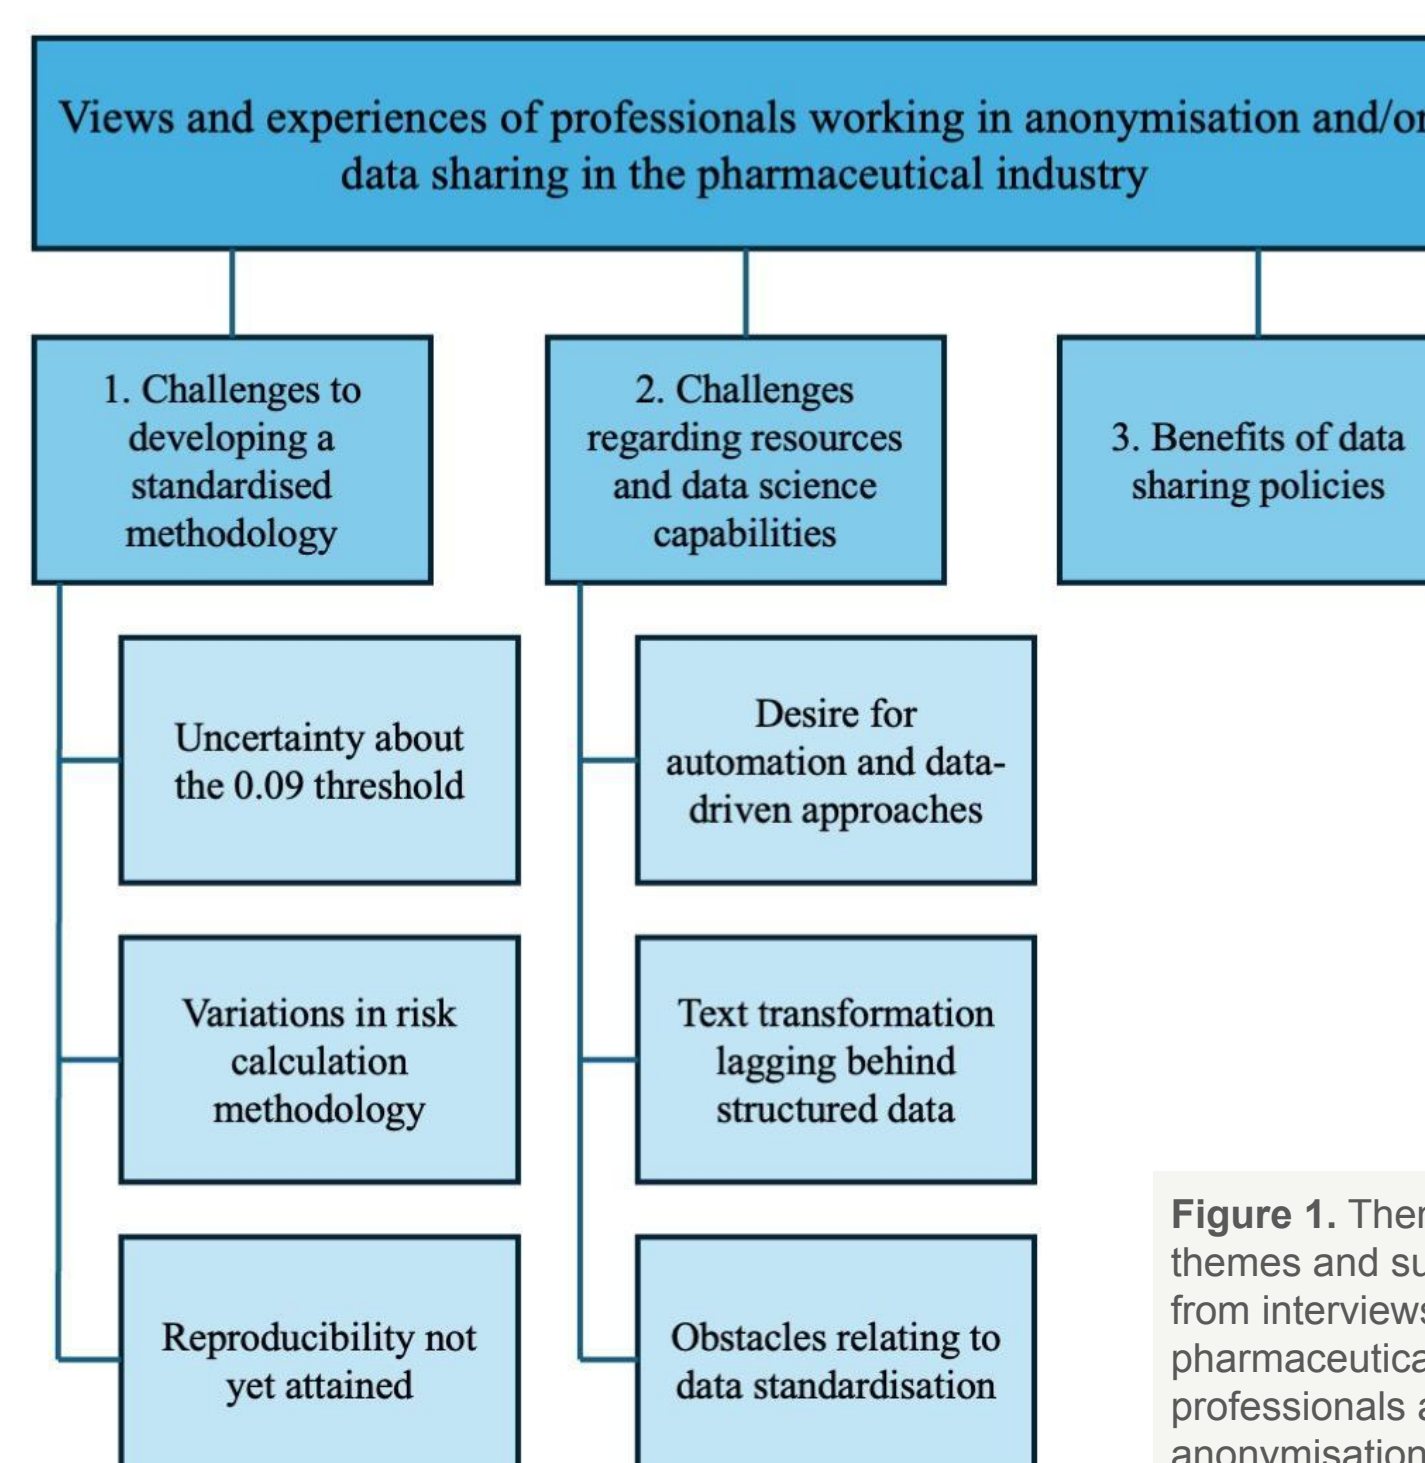 Views and experiences of professionals working in anonymisation and/or
data sharing in the pharmaceutical industry
1. Challenges to
developing a
standardised
methodology
2. Challenges
regarding resources
and data science
capabilities
3. Benefits of data
sharing policies
Uncertainty about
the 0.09 threshold
Variations in risk
calculation
methodology
Reproducibility not
yet attained
Desire for
automation and data-
driven approaches
Text transformation
lagging behind
structured data
Obstacles relating to
data standardisation
Figure 1.
themes and
from interviews
professionals
anonymisation